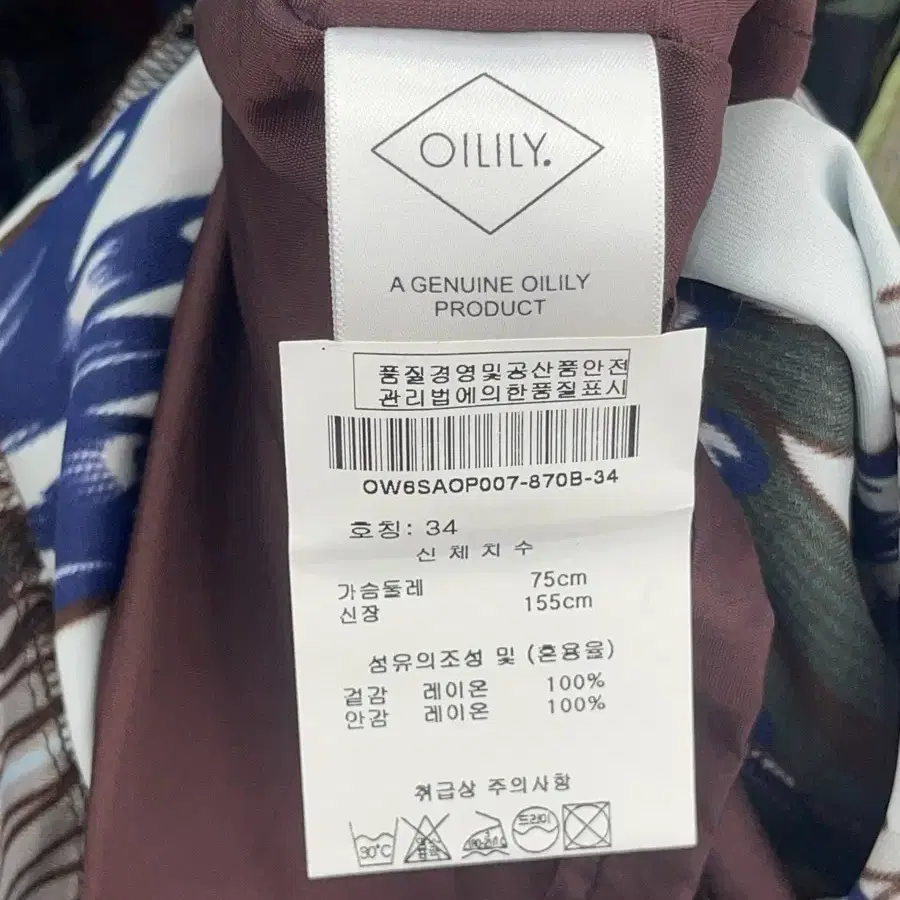 OILILY.
A GENUINE OILILY
PRODUCT
품질경영및공산품안전
관리법에의한품질표시
OW6SAOP007-870B-34
호칭: 34
신체치수
가슴둘레 75cm
신장 155cm
섬유의조성 및 (혼용율)
겉감 레이온 100%
안감 레이온 100%
취급상 주의사항
30°C
드라이